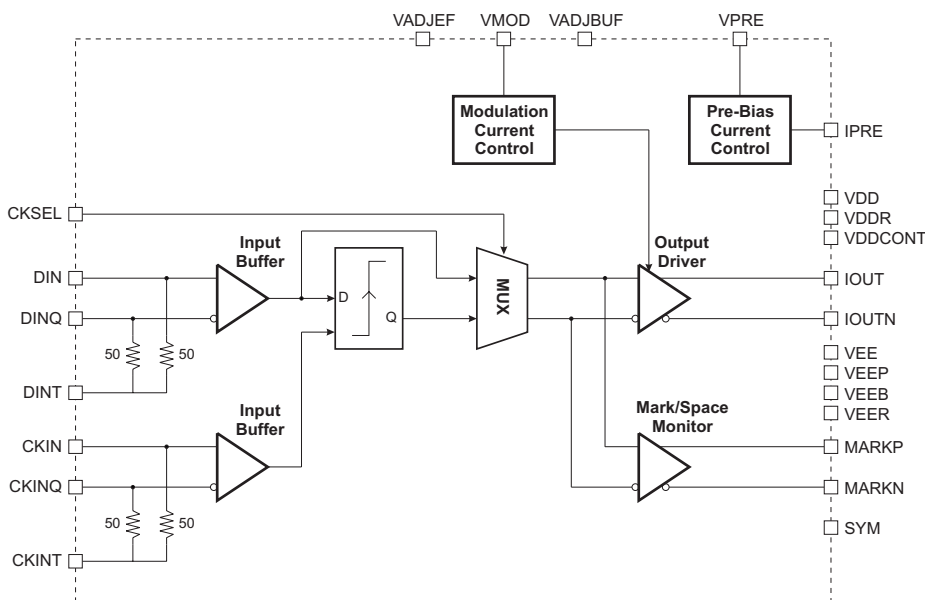 VADJEF VMOD VADJBUF VPRE
Modulation
Current
Control
Pre-Bias
Current
Control
IPRE
VDD
VDDR
VDDCONT
CKSEL
Input
Buffer
Output
Driver
DIN
DINQ
50 50
DINT
D
Q
MUX
IOUT
IOUTN
VEE
VEEP
VEEB
VEER
Input
Buffer
Mark/Space
Monitor
CKIN
CKINQ
50 50
CKINT
MARKP
MARKN
SYM